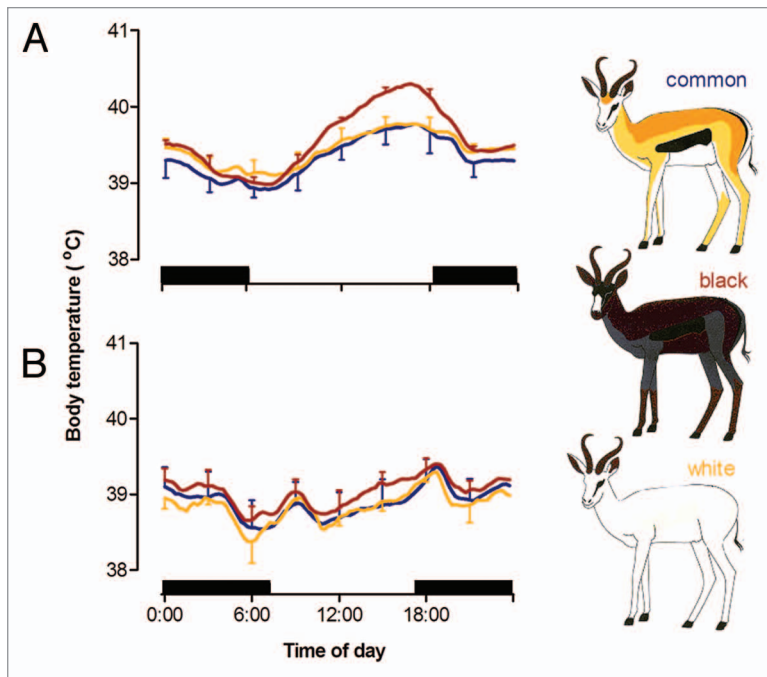 A
41
40
39
38
common
black
B
Body temperature (°C)
41
40
39
38
white
0:00 6:00 12:00 18:00
Time of day